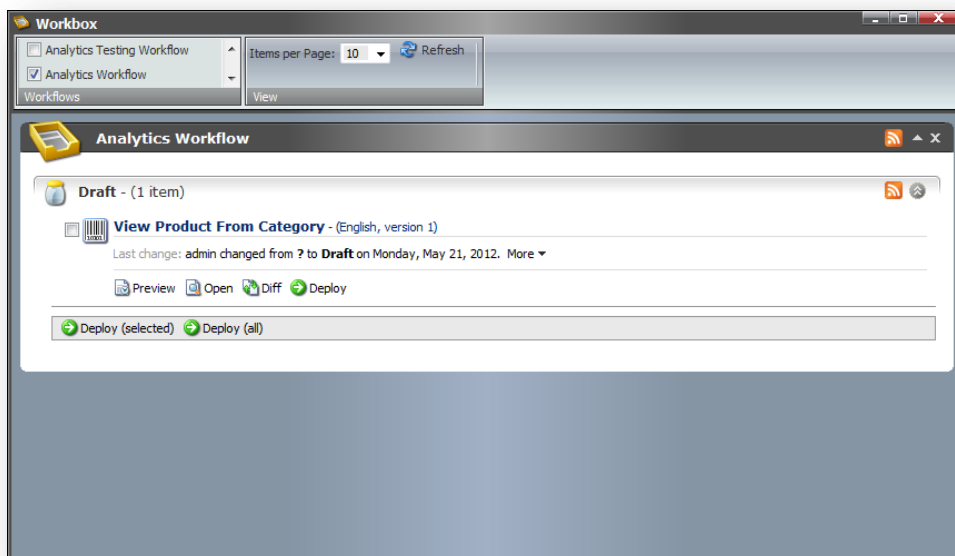 Workbox
Analytics Testing Workflow
Analytics Workflow
Workflows
Items per Page: 10 Refresh
View
Analytics Workflow
Draft - (1 item)
View Product From Category - (English, version 1)
Last change: admin changed from ? to Draft on Monday, May 21, 2012. More
Preview Open Diff Deploy
Deploy (selected) Deploy (all)